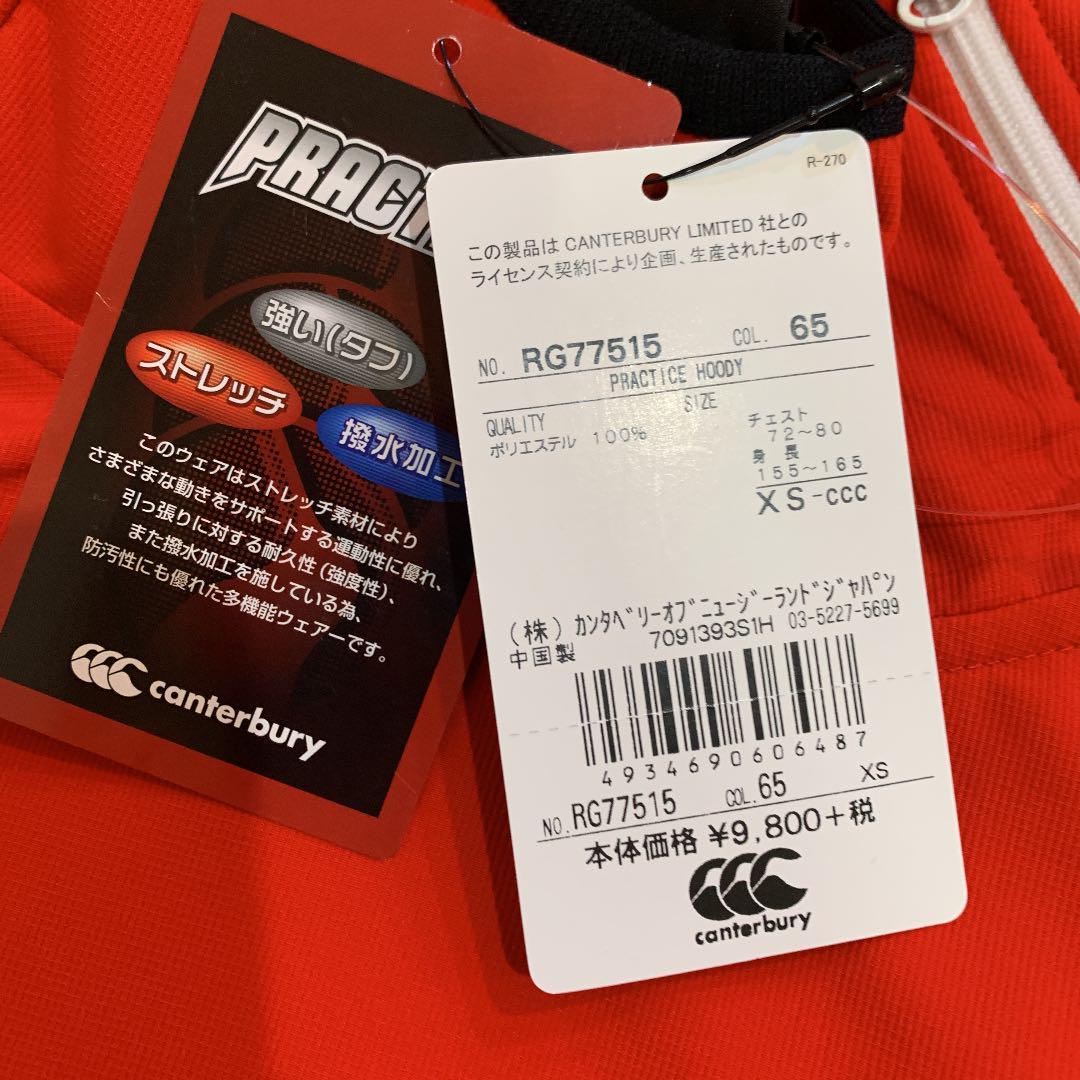 PRACTI
強い(タフ)
ストレッチ
撥水加工
このウェアはストレッチ素材により
さまざまな動きをサポートする運動性に優れ、
引っ張りに対する耐久性(強度性)、
また撥水加工を施している為、
防汚性にも優れた多機能ウェアーです。
canterbury
R-270
この製品は CANTERBURY LIMITED 社との
ライセンス契約により企画、生産されたものです。
NO. RG77515 COL. 65
PRACTICE HOODY
QUALITY SIZE
ポリエステル 100%
チェスト
72～80
身 長
155～165
XS-CCC
(株) ｶﾝﾀﾍﾞﾘｰｵﾌﾞﾆｭｰｼﾞｰﾗﾝﾄﾞｼﾞｬﾊﾟﾝ
中国製 7091393S1H 03-5227-5699
4934690606487
NO. RG77515 COL. 65 XS
本体価格 ¥9,800+税
canterbury